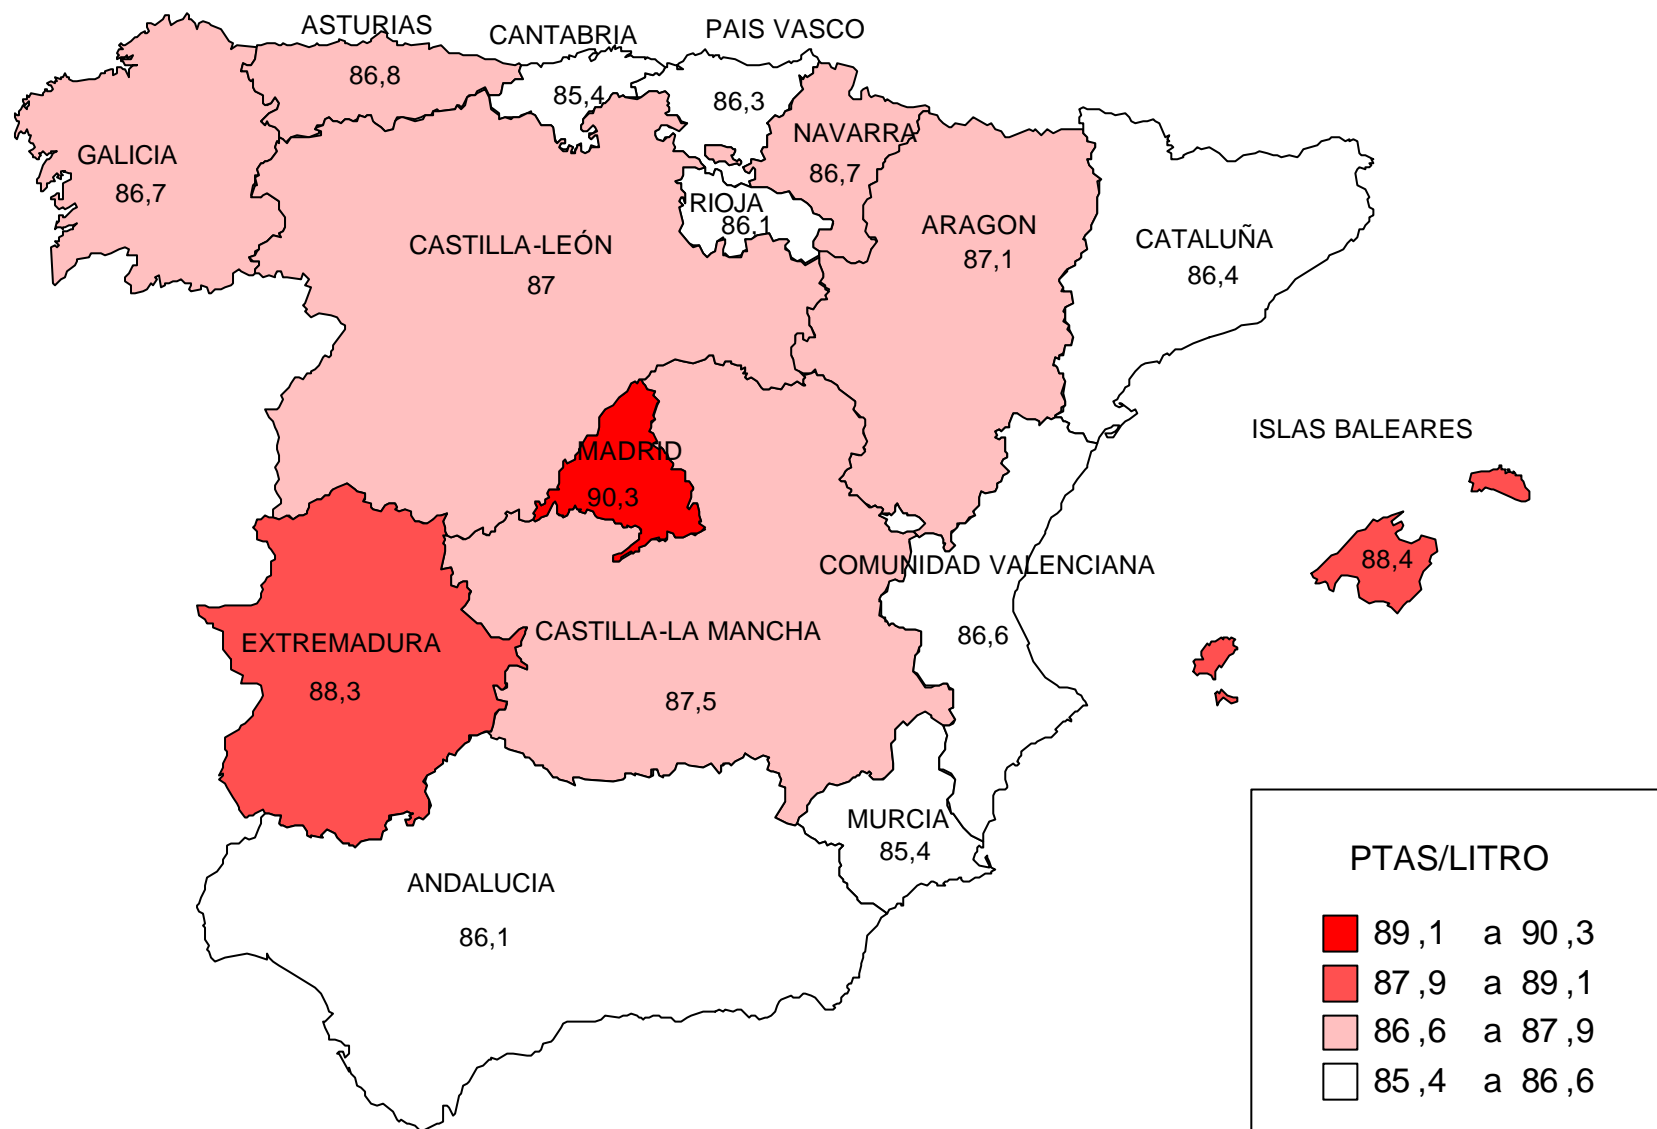 ASTURIAS
86,8
CANTABRIA
85,4
PAIS VASCO
86,3
GALICIA
86,7
NAVARRA
86,7
RIOJA
86,1
CASTILLA-LEÓN
87
ARAGON
87,1
CATALUÑA
86,4
MADRID
90,3
ISLAS BALEARES
88,4
COMUNIDAD VALENCIANA
86,6
EXTREMADURA
88,3
CASTILLA-LA MANCHA
87,5
MURCIA
85,4
ANDALUCIA
86,1
PTAS/LITRO
89,1 a 90,3
87,9 a 89,1
86,6 a 87,9
85,4 a 86,6